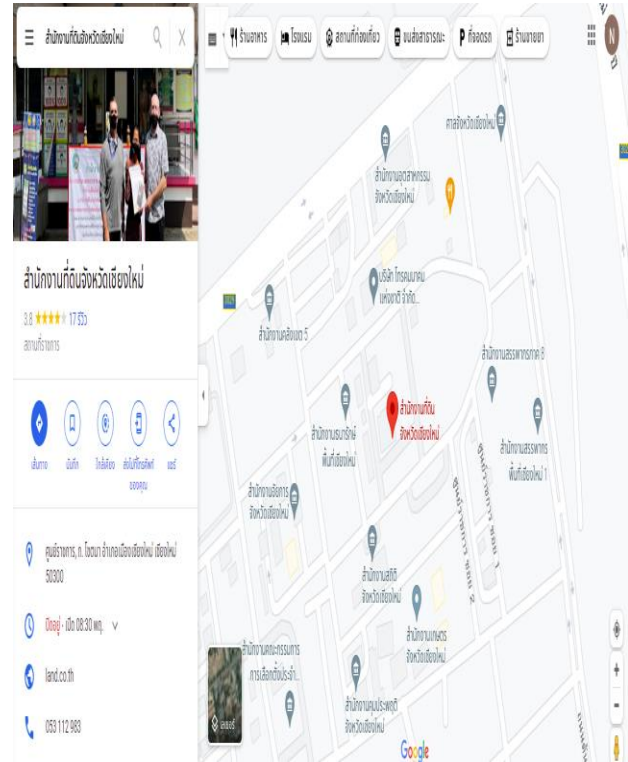 สำนักงานที่ดินจังหวัดเชียงใหม่
ร้านอาหาร
โรงแรม
สถานที่ท่องเที่ยว
ขนส่งสาธารณะ
P ที่จอดรถ
ร้านขายยา
N
สำนักงานที่ดินจังหวัดเชียงใหม่
3.8
17 รีวิว
สถานที่ราชการ
เส้นทาง
บันทึก
ใกล้เคียง
ส่งไปที่โทรศัพท์
ของคุณ
แชร์
ศูนย์ราชการ, ถ. โชตนา อำเภอเมืองเชียงใหม่ เชียงใหม่
50300
ปิดอยู่ · เปิด 08:30 พฤ.
land.co.th
053 112 983
ศาลจังหวัดเชียงใหม่
สำนักงานอุตสาหกรรม
จังหวัดเชียงใหม่
บริษัท โทรคมนาคม
แห่งชาติ จำกัด...
สำนักงานคลังเขต 5
สำนักงานสรรพากรภาค 8
สำนักงานที่ดิน
จังหวัดเชียงใหม่
สำนักงานธนารักษ์
พื้นที่เชียงใหม่
สำนักงานสรรพากร
พื้นที่เชียงใหม่ 1
สำนักงานอัยการ
จังหวัดเชียงใหม่
สำนักงานสถิติ
จังหวัดเชียงใหม่
สำนักงานเกษตร
จังหวัดเชียงใหม่
สำนักงานคณะกรรมการ
การเลือกตั้งประจำ...
สำนักงานคุมประพฤติ
จังหวัดเชียงใหม่
เลเยอร์
Google